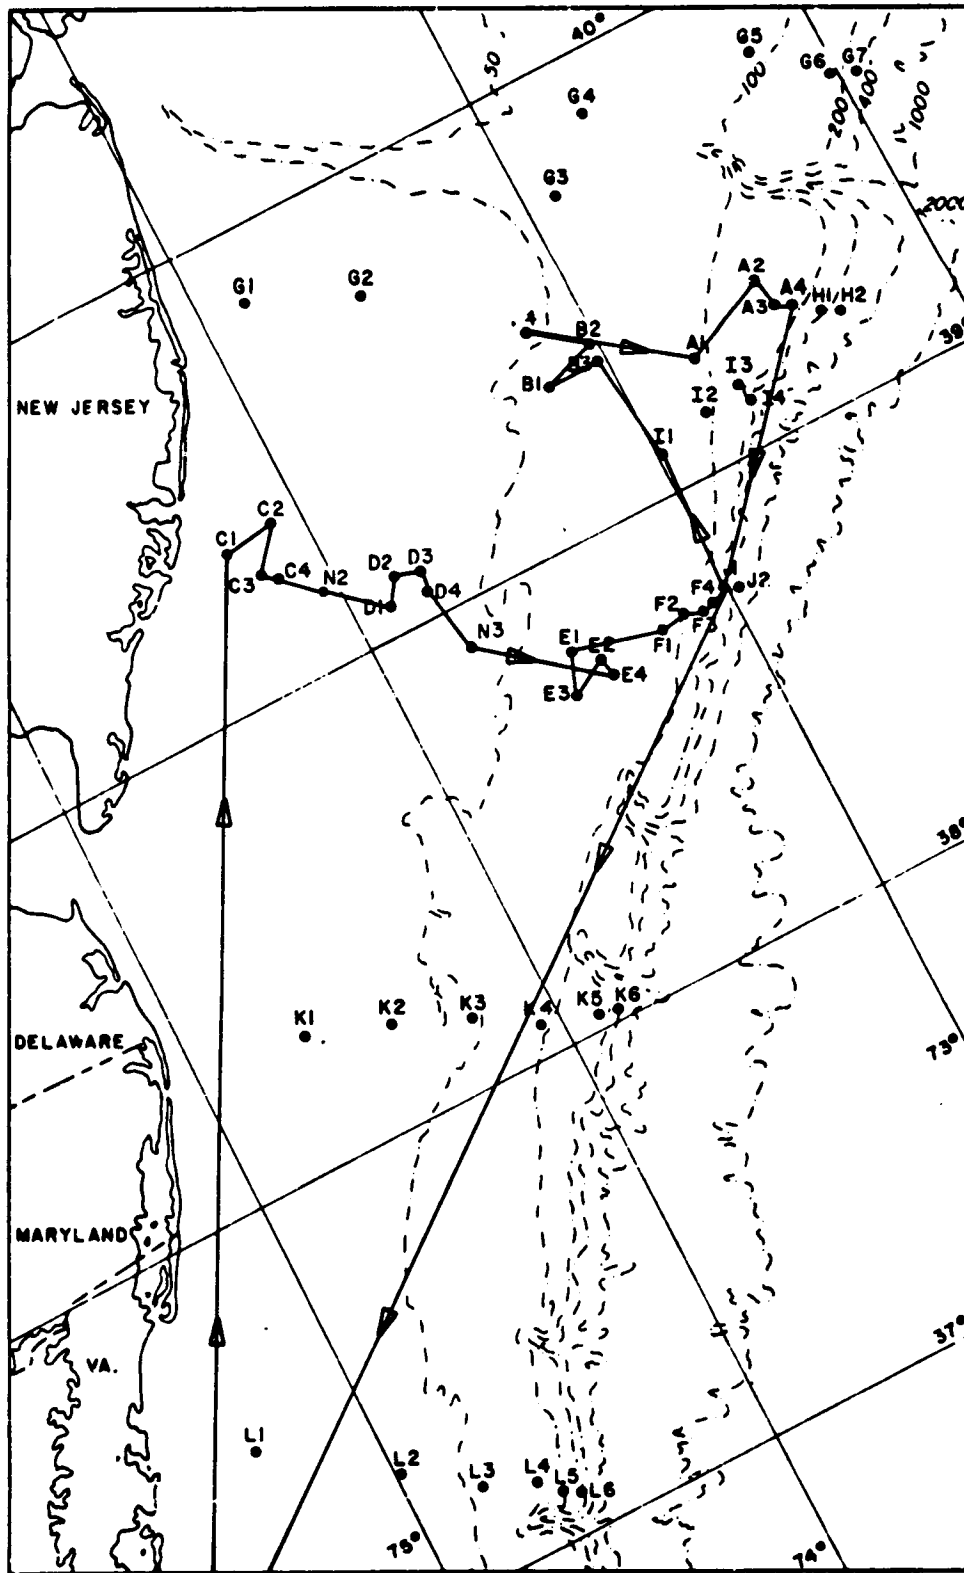 40°
G5
50
100
G6
G7
200
400
1000
G4
G3
2000
G1
G2
A2
A4
A3
H1/H2
4
B2
A1
39°
B3
B1
I3
I4
I2
NEW JERSEY
I1
C2
C1
C3
C4
N2
D2
D3
D1
D4
F4
J2
F2
F3
F1
N3
E1
E2
E4
E3
38°
K1
K2
K3
K4
K5
K6
DELAWARE
73°
MARYLAND
37°
VA.
L1
L2
L3
L4
L5
L6
75°
74°